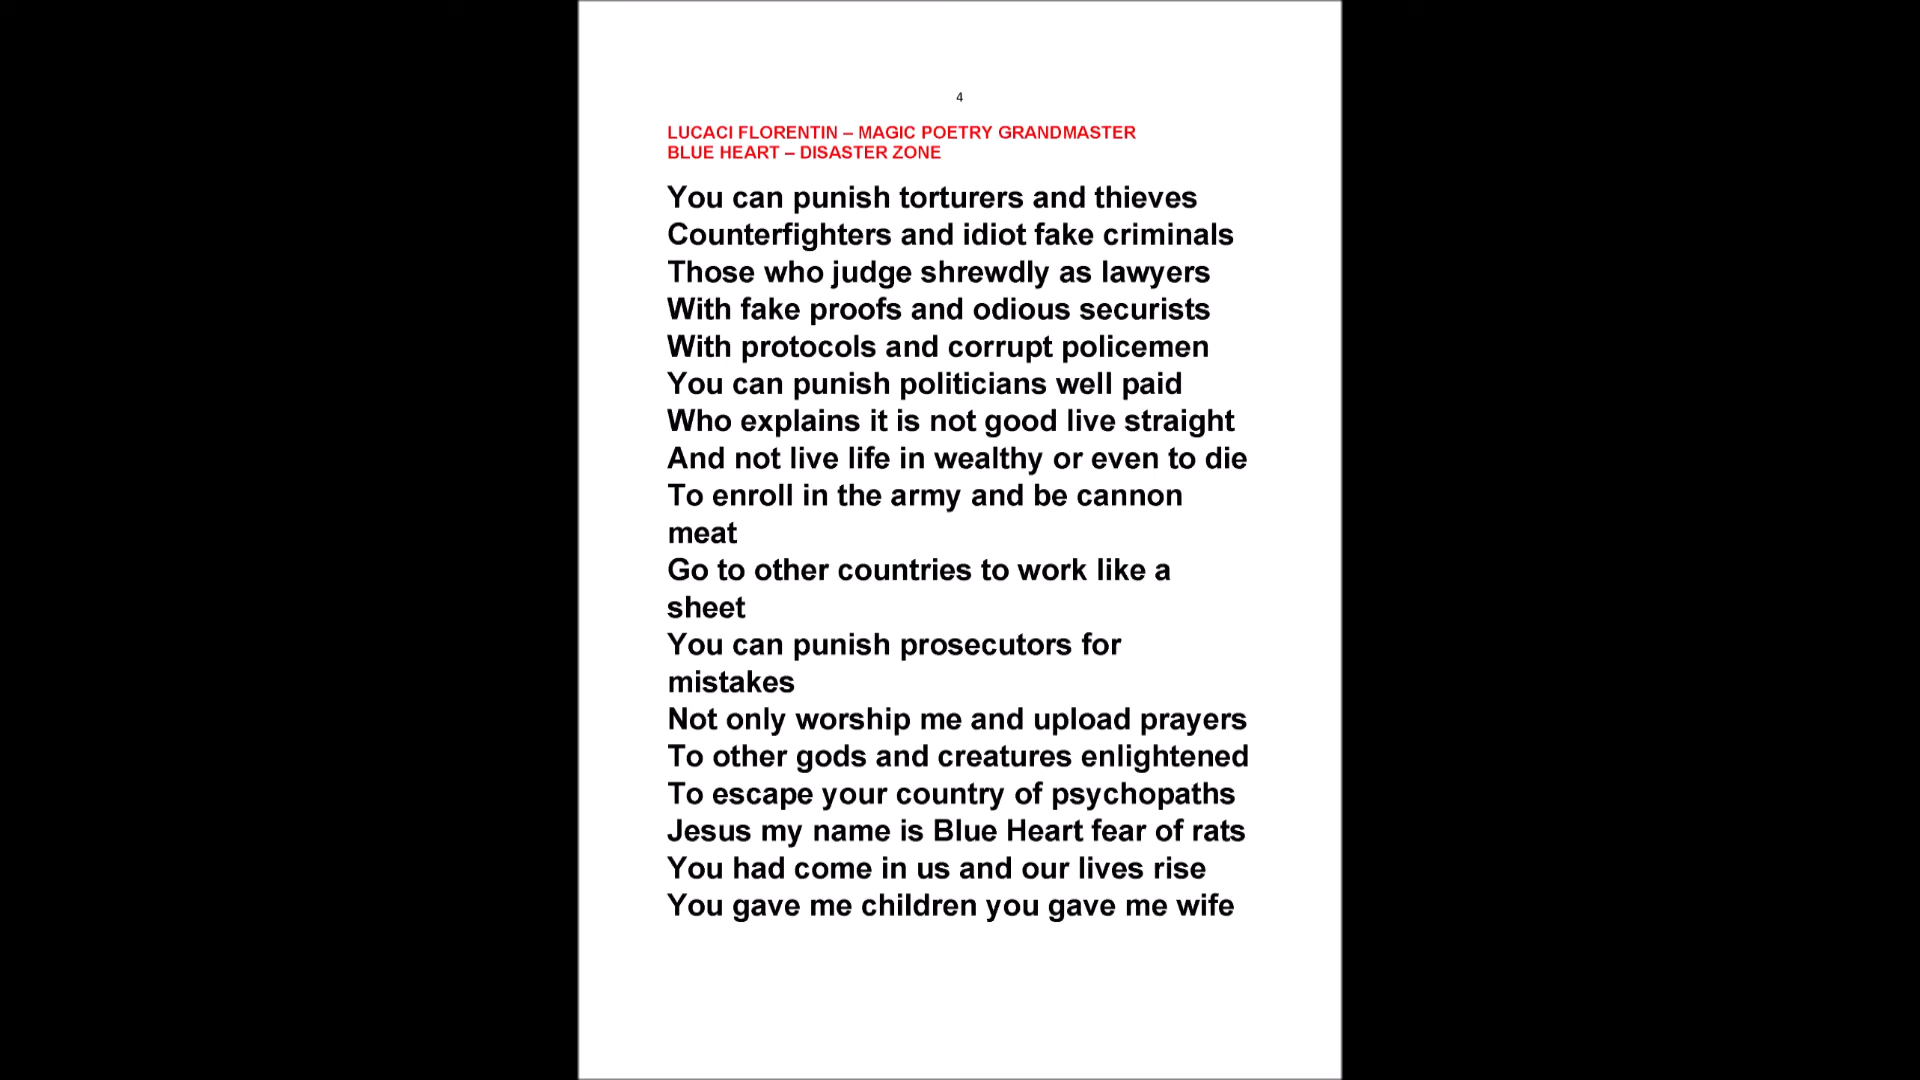 4
LUCACI FLORENTIN – MAGIC POETRY GRANDMASTER
BLUE HEART – DISASTER ZONE
You can punish torturers and thieves
Counterfighters and idiot fake criminals
Those who judge shrewdly as lawyers
With fake proofs and odious securists
With protocols and corrupt policemen
You can punish politicians well paid
Who explains it is not good live straight
And not live life in wealthy or even to die
To enroll in the army and be cannon
meat
Go to other countries to work like a
sheet
You can punish prosecutors for
mistakes
Not only worship me and upload prayers
To other gods and creatures enlightened
To escape your country of psychopaths
Jesus my name is Blue Heart fear of rats
You had come in us and our lives rise
You gave me children you gave me wife